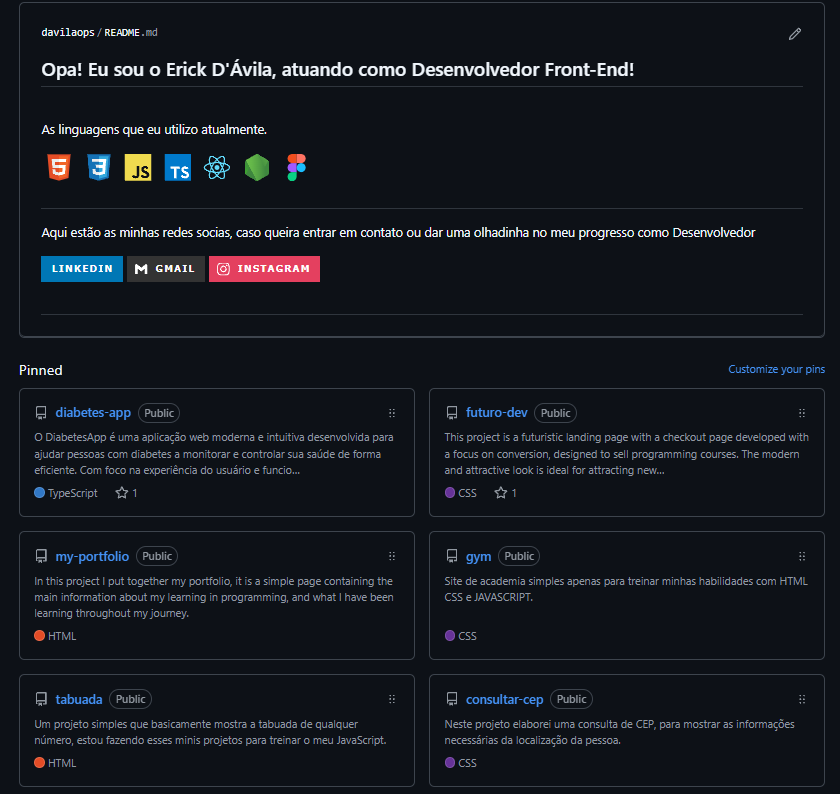 davilaops / README.md
Opa! Eu sou o Erick D'Ávila, atuando como Desenvolvedor Front-End!
As linguagens que eu utilizo atualmente.
5 3 JS TS
Aqui estão as minhas redes socias, caso queira entrar em contato ou dar uma olhadinha no meu progresso como Desenvolvedor
LINKEDIN GMAIL INSTAGRAM
Pinned
Customize your pins
diabetes-app Public
O DiabetesApp é uma aplicação web moderna e intuitiva desenvolvida para
ajudar pessoas com diabetes a monitorar e controlar sua saúde de forma
eficiente. Com foco na experiência do usuário e funcio...
TypeScript 1
futuro-dev Public
This project is a futuristic landing page with a checkout page developed with
a focus on conversion, designed to sell programming courses. The modern
and attractive look is ideal for attracting new...
CSS 1
my-portfolio Public
In this project I put together my portfolio, it is a simple page containing the
main information about my learning in programming, and what I have been
learning throughout my journey.
HTML
gym Public
Site de academia simples apenas para treinar minhas habilidades com HTML
CSS e JAVASCRIPT.
CSS
tabuada Public
Um projeto simples que basicamente mostra a tabuada de qualquer
número, estou fazendo esses minis projetos para treinar o meu JavaScript.
HTML
consultar-cep Public
Neste projeto elaborei uma consulta de CEP, para mostrar as informações
necessárias da localização da pessoa.
CSS